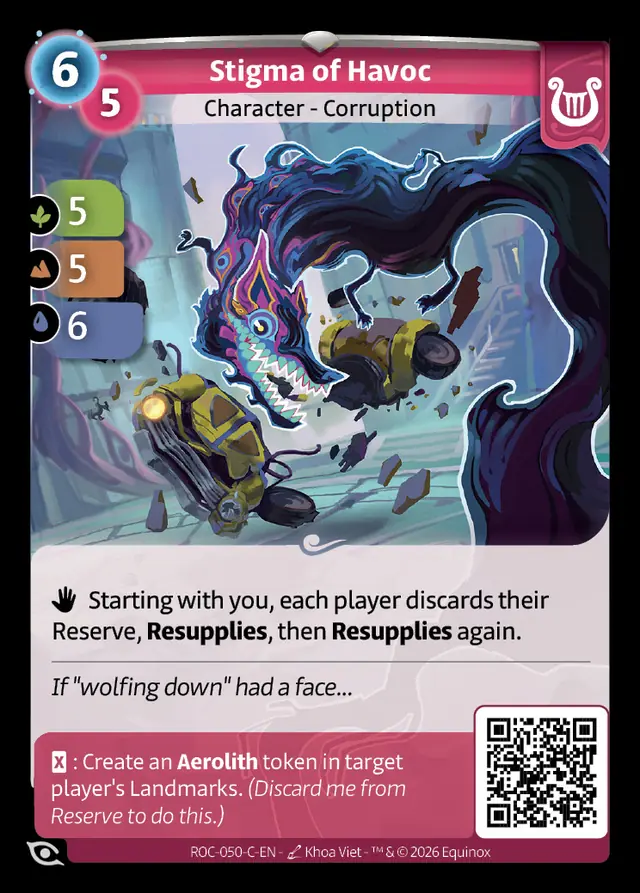 6
Stigma of Havoc
5
Character - Corruption
5
5
6
Starting with you, each player discards their
Reserve, Resupplies, then Resupplies again.
If "wolfing down" had a face...
X : Create an Aerolith token in target
player's Landmarks. (Discard me from
Reserve to do this.)
ROC-050-C-EN - Khoa Viet - ™ & © 2026 Equinox